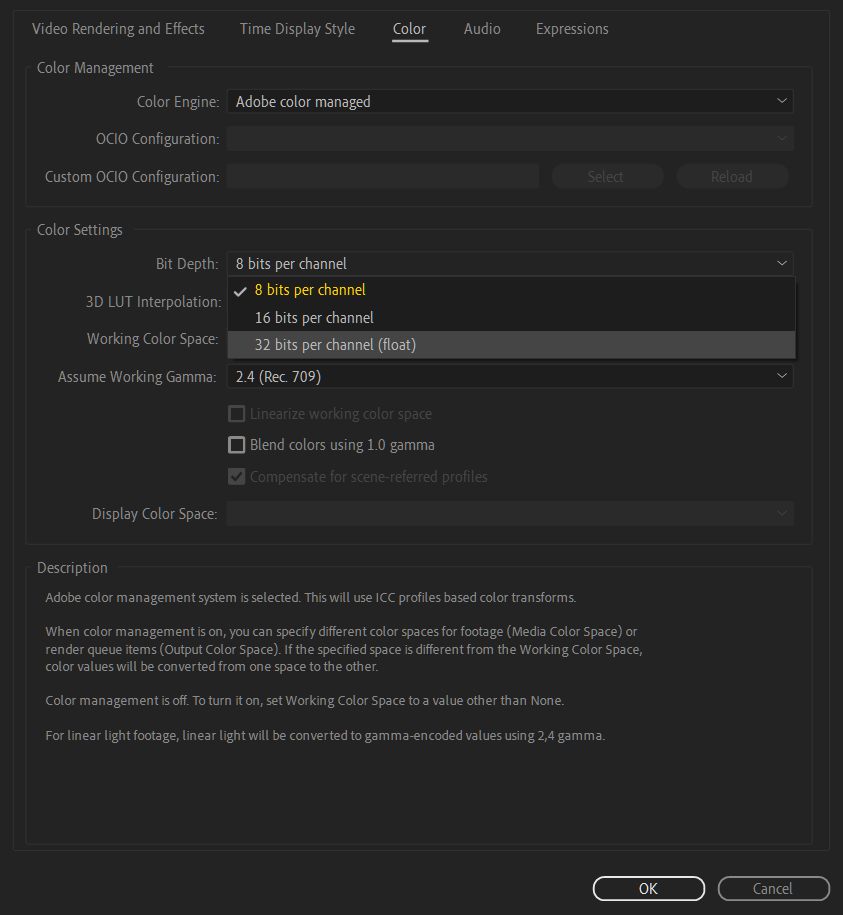 Video Rendering and Effects Time Display Style Color Audio Expressions
Color Management
Color Engine: Adobe color managed
OCIO Configuration:
Custom OCIO Configuration: Select Reload
Color Settings
Bit Depth: 8 bits per channel
8 bits per channel
3D LUT Interpolation:
16 bits per channel
Working Color Space:
32 bits per channel (float)
Assume Working Gamma: 2.4 (Rec. 709)
Linearize working color space
Blend colors using 1.0 gamma
Compensate for scene-referred profiles
Display Color Space:
Description
Adobe color management system is selected. This will use ICC profiles based color transforms.
When color management is on, you can specify different color spaces for footage (Media Color Space) or
render queue items (Output Color Space). If the specified space is different from the Working Color Space,
color values will be converted from one space to the other.
Color management is off. To turn it on, set Working Color Space to a value other than None.
For linear light footage, linear light will be converted to gamma-encoded values using 2,4 gamma.
OK Cancel